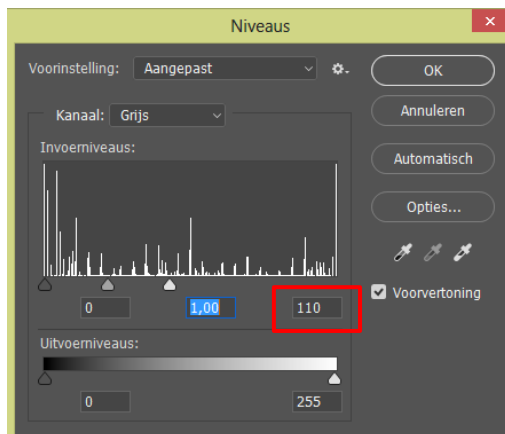 Niveaus
Voorinstelling: Aangepast
OK
Kanaal: Grijs
Annuleren
Invoerniveaus:
Automatisch
Opties...
0 1,00 110
Voorvertoning
Uitvoerniveaus:
0 255